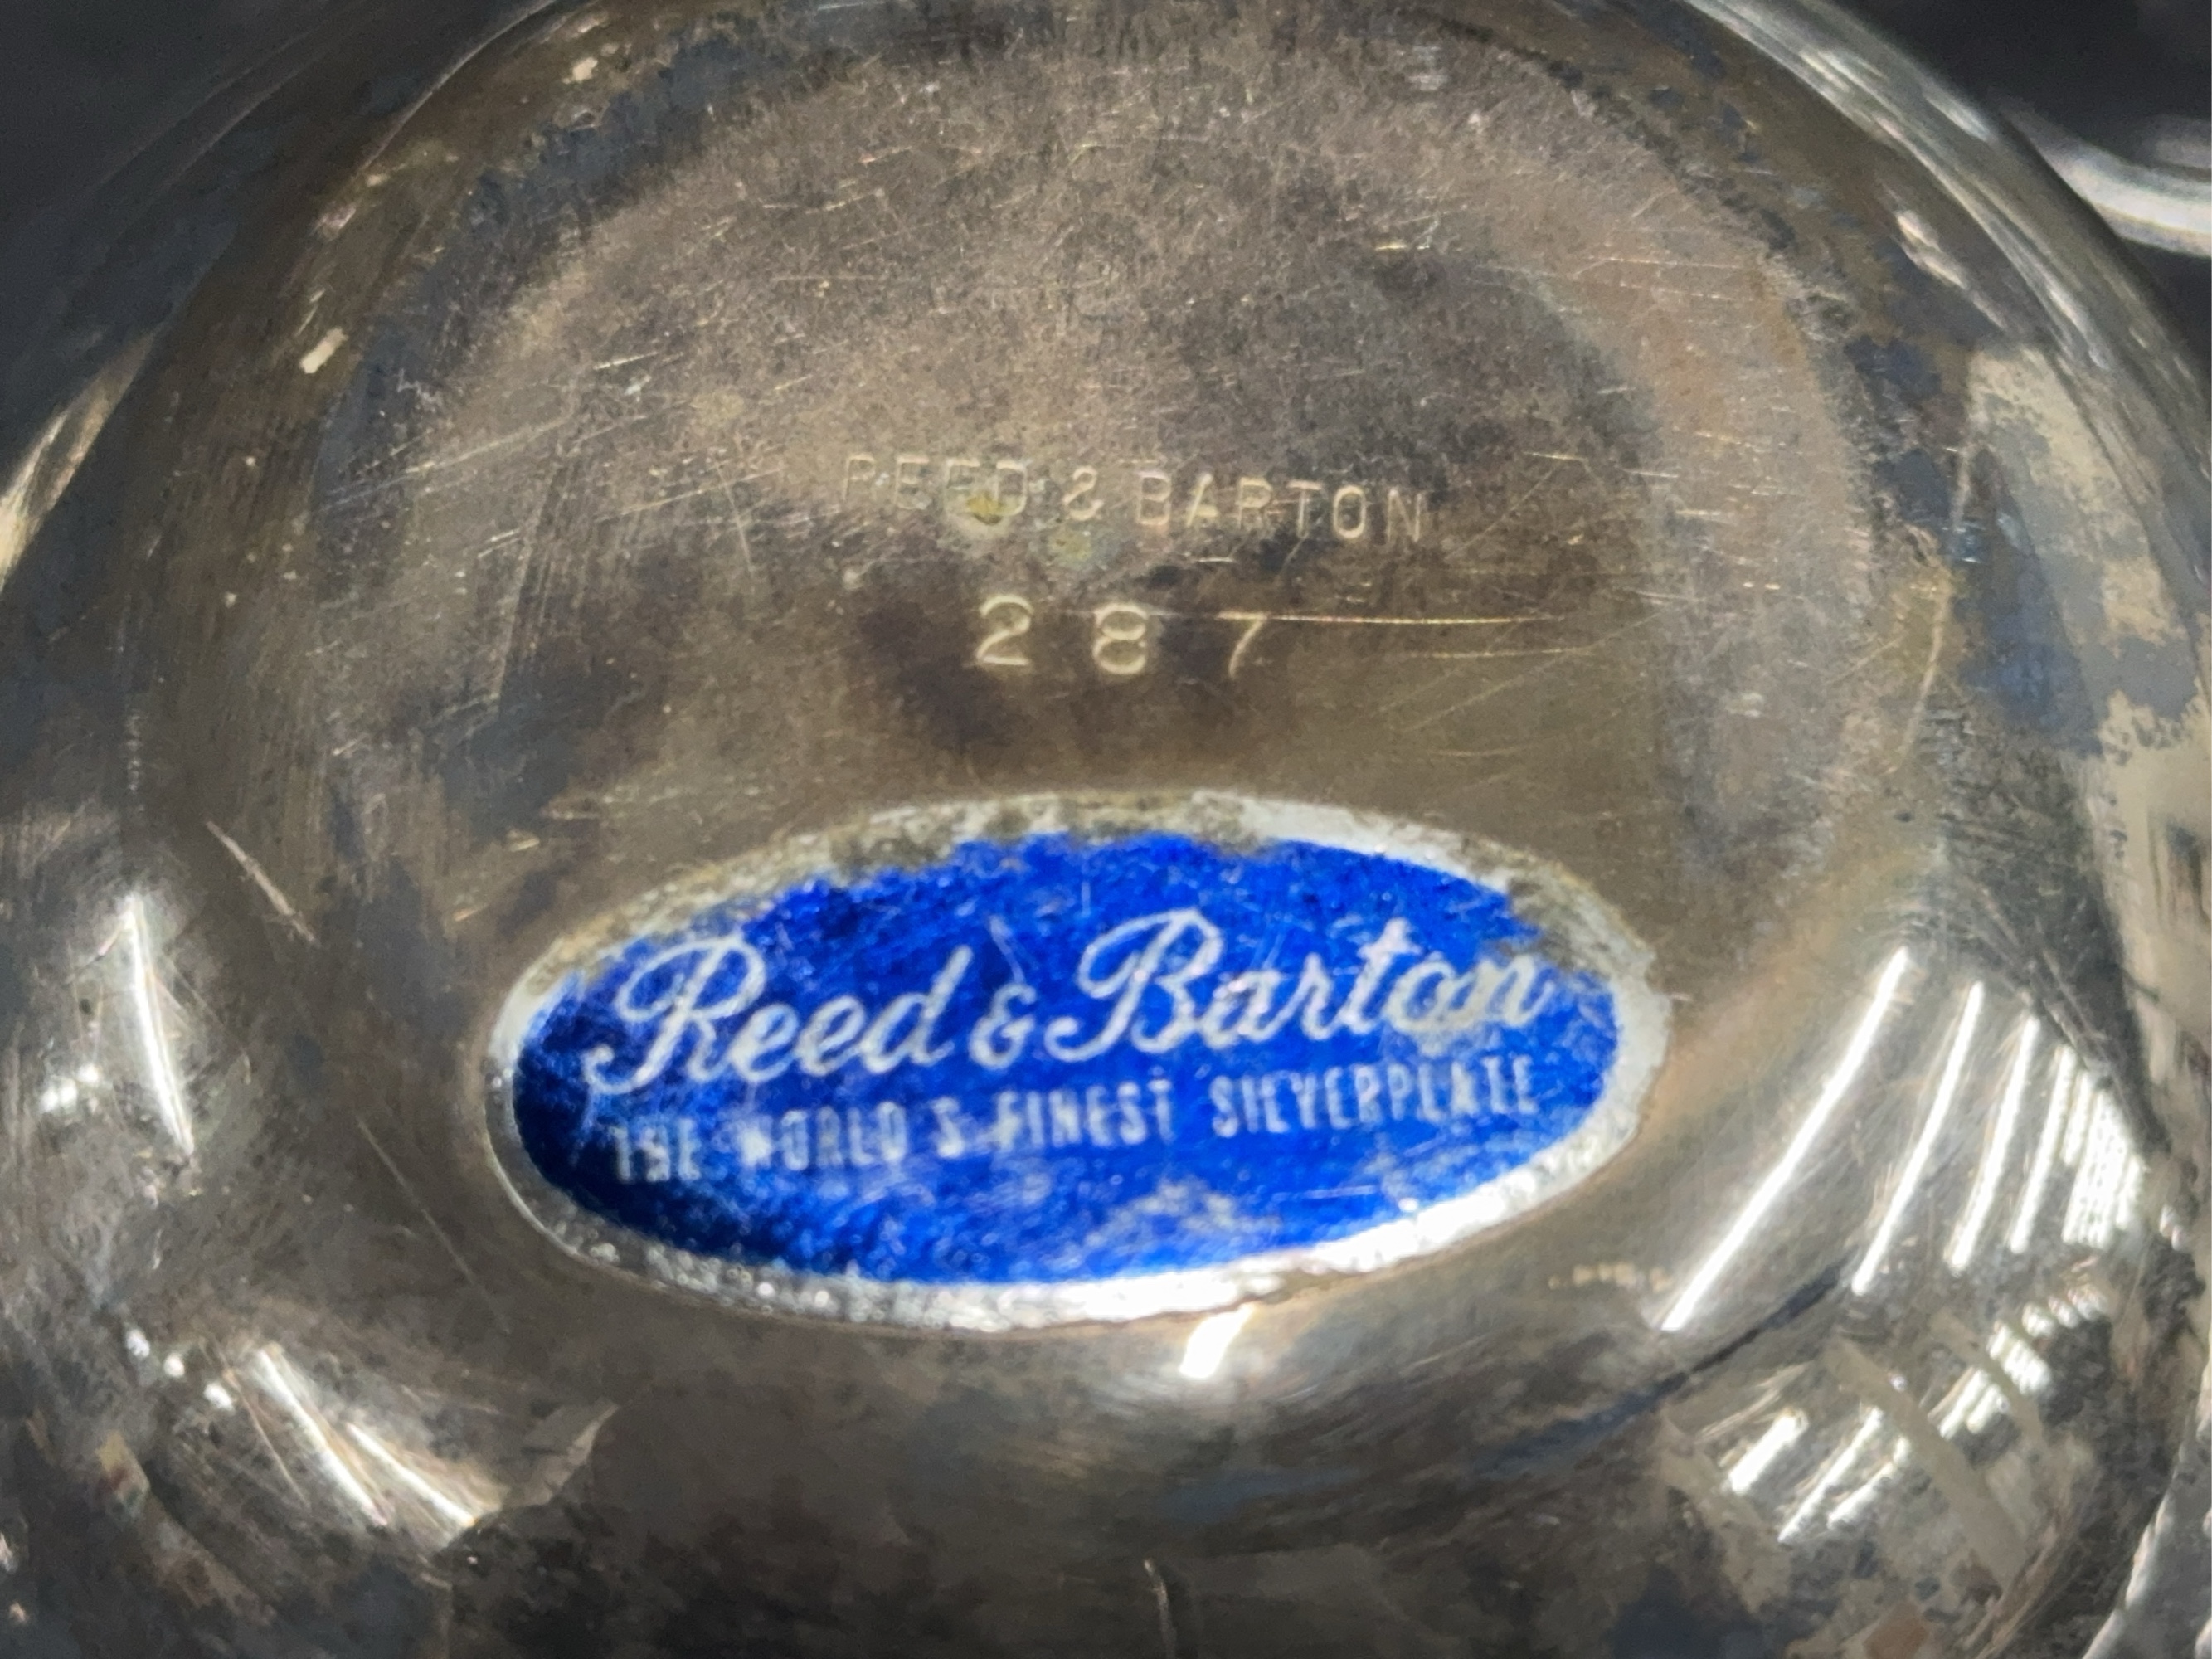 REED & BARTON
287
Reed & Barton
THE WORLD'S FINEST SILVERPLATE